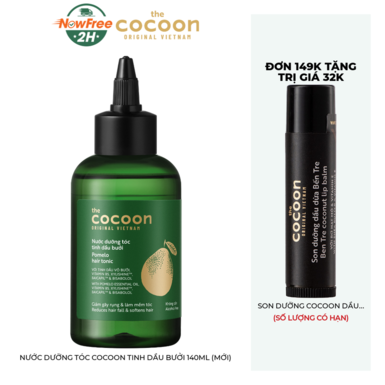 NowFree
2H
the
cocoon
ORIGINAL VIETNAM
the
cocoon
ORIGINAL VIETNAM
Nước dưỡng tóc
tinh dầu bưởi
Pomelo
hair tonic
Giảm gãy rụng & làm mềm tóc
Reduces hair fall & softens hair
NƯỚC DƯỠNG TÓC COCOON TINH DẦU BƯỞI 140ML (MỚI)
ĐƠN 149K TẶNG
TRỊ GIÁ 32K
the
cocoon
ORIGINAL VIETNAM
Son dưỡng dầu dừa Bến Tre
Ben Tre coconut lip balm
SON DƯỠNG COCOON DẦU...
(SỐ LƯỢNG CÓ HẠN)